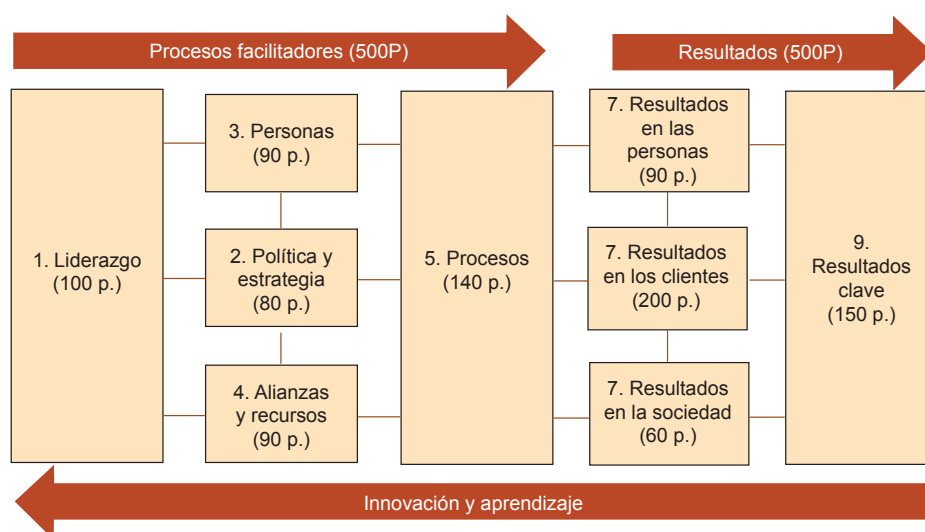 Procesos facilitadores (500P)
Resultados (500P)
1. Liderazgo
(100 p.)
3. Personas
(90 p.)
2. Política y
estrategia
(80 p.)
4. Alianzas
y recursos
(90 p.)
5. Procesos
(140 p.)
7. Resultados
en las
personas
(90 p.)
7. Resultados
en los clientes
(200 p.)
7. Resultados
en la sociedad
(60 p.)
9.
Resultados
clave
(150 p.)
Innovación y aprendizaje